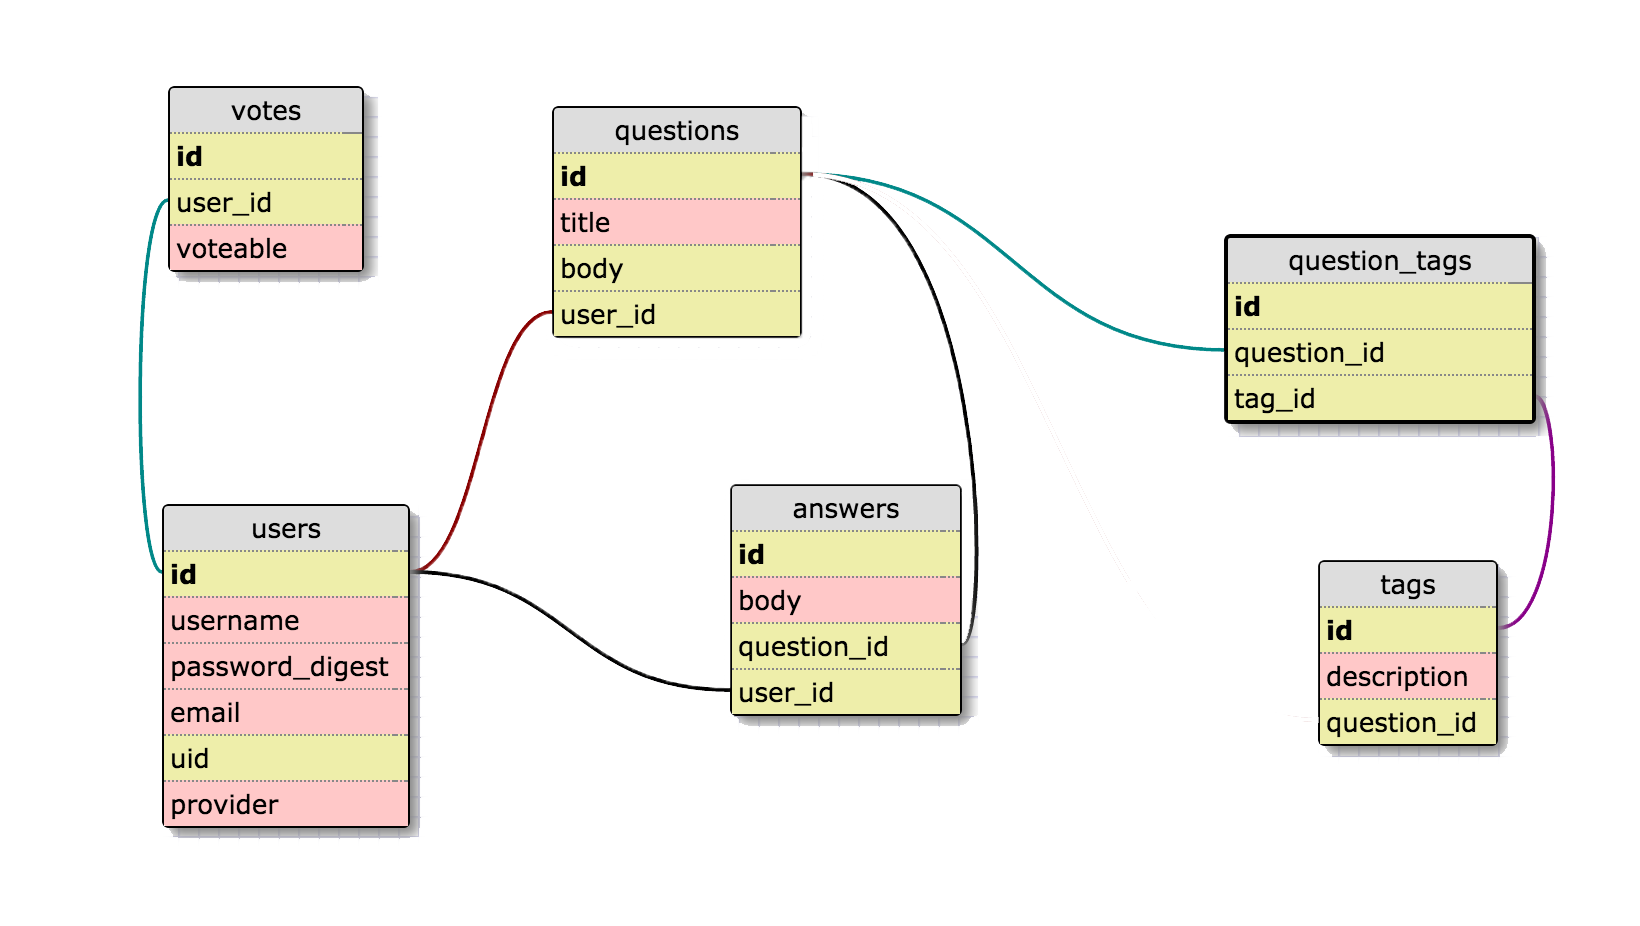 votes
id
user_id
voteable
questions
id
title
body
user_id
question_tags
id
question_id
tag_id
users
id
username
password_digest
email
uid
provider
answers
id
body
question_id
user_id
tags
id
description
question_id